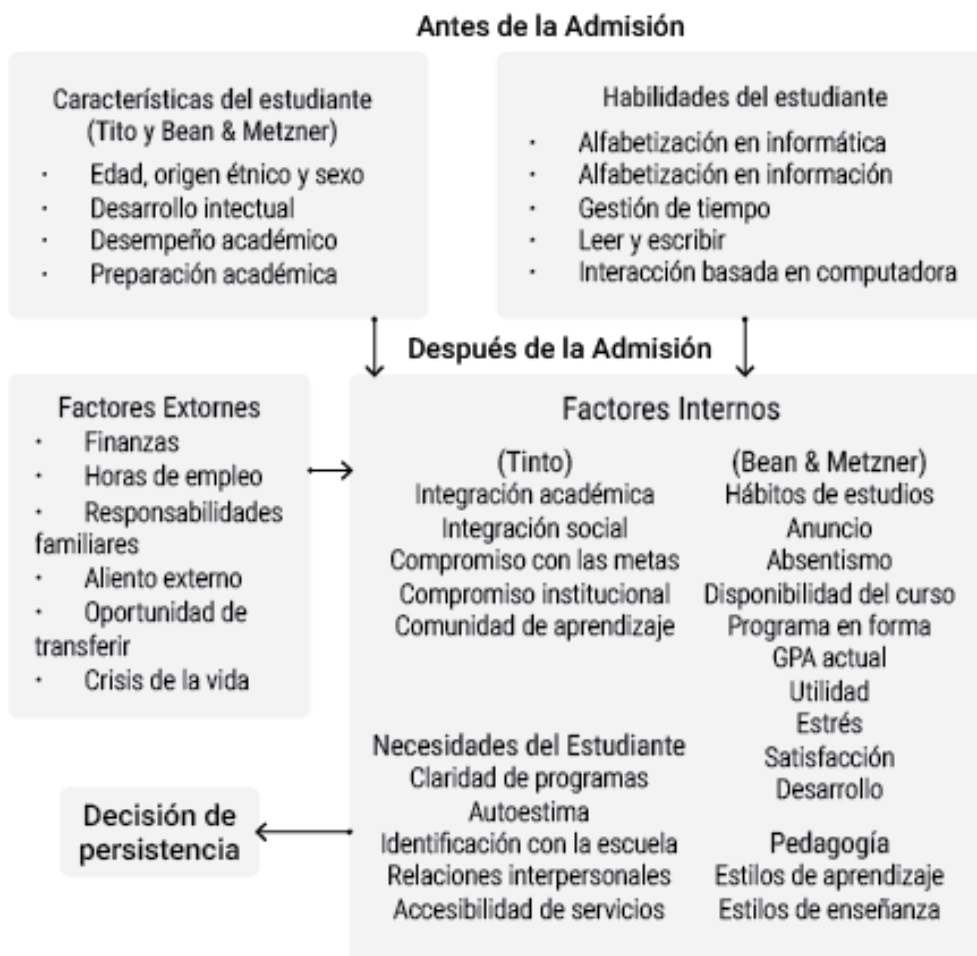 Antes de la Admisión
Características del estudiante
(Tito y Bean & Metzner)
· Edad, origen étnico y sexo
· Desarrollo intectual
· Desempeño académico
· Preparación académica
Habilidades del estudiante
· Alfabetización en informática
· Alfabetización en información
· Gestión de tiempo
· Leer y escribir
· Interacción basada en computadora
Después de la Admisión
Factores Extornes
· Finanzas
· Horas de empleo
· Responsabilidades
familiares
· Aliento externo
· Oportunidad de
transferir
· Crisis de la vida
Factores Internos
(Tinto)
Integración académica
Integración social
Compromiso con las metas
Compromiso institucional
Comunidad de aprendizaje
(Bean & Metzner)
Hábitos de estudios
Anuncio
Absentismo
Disponibilidad del curso
Programa en forma
GPA actual
Utilidad
Estrés
Satisfacción
Desarrollo
Necesidades del Estudiante
Claridad de programas
Autoestima
Identificación con la escuela
Relaciones interpersonales
Accesibilidad de servicios
Pedagogía
Estilos de aprendizaje
Estilos de enseñanza
Decisión de
persistencia